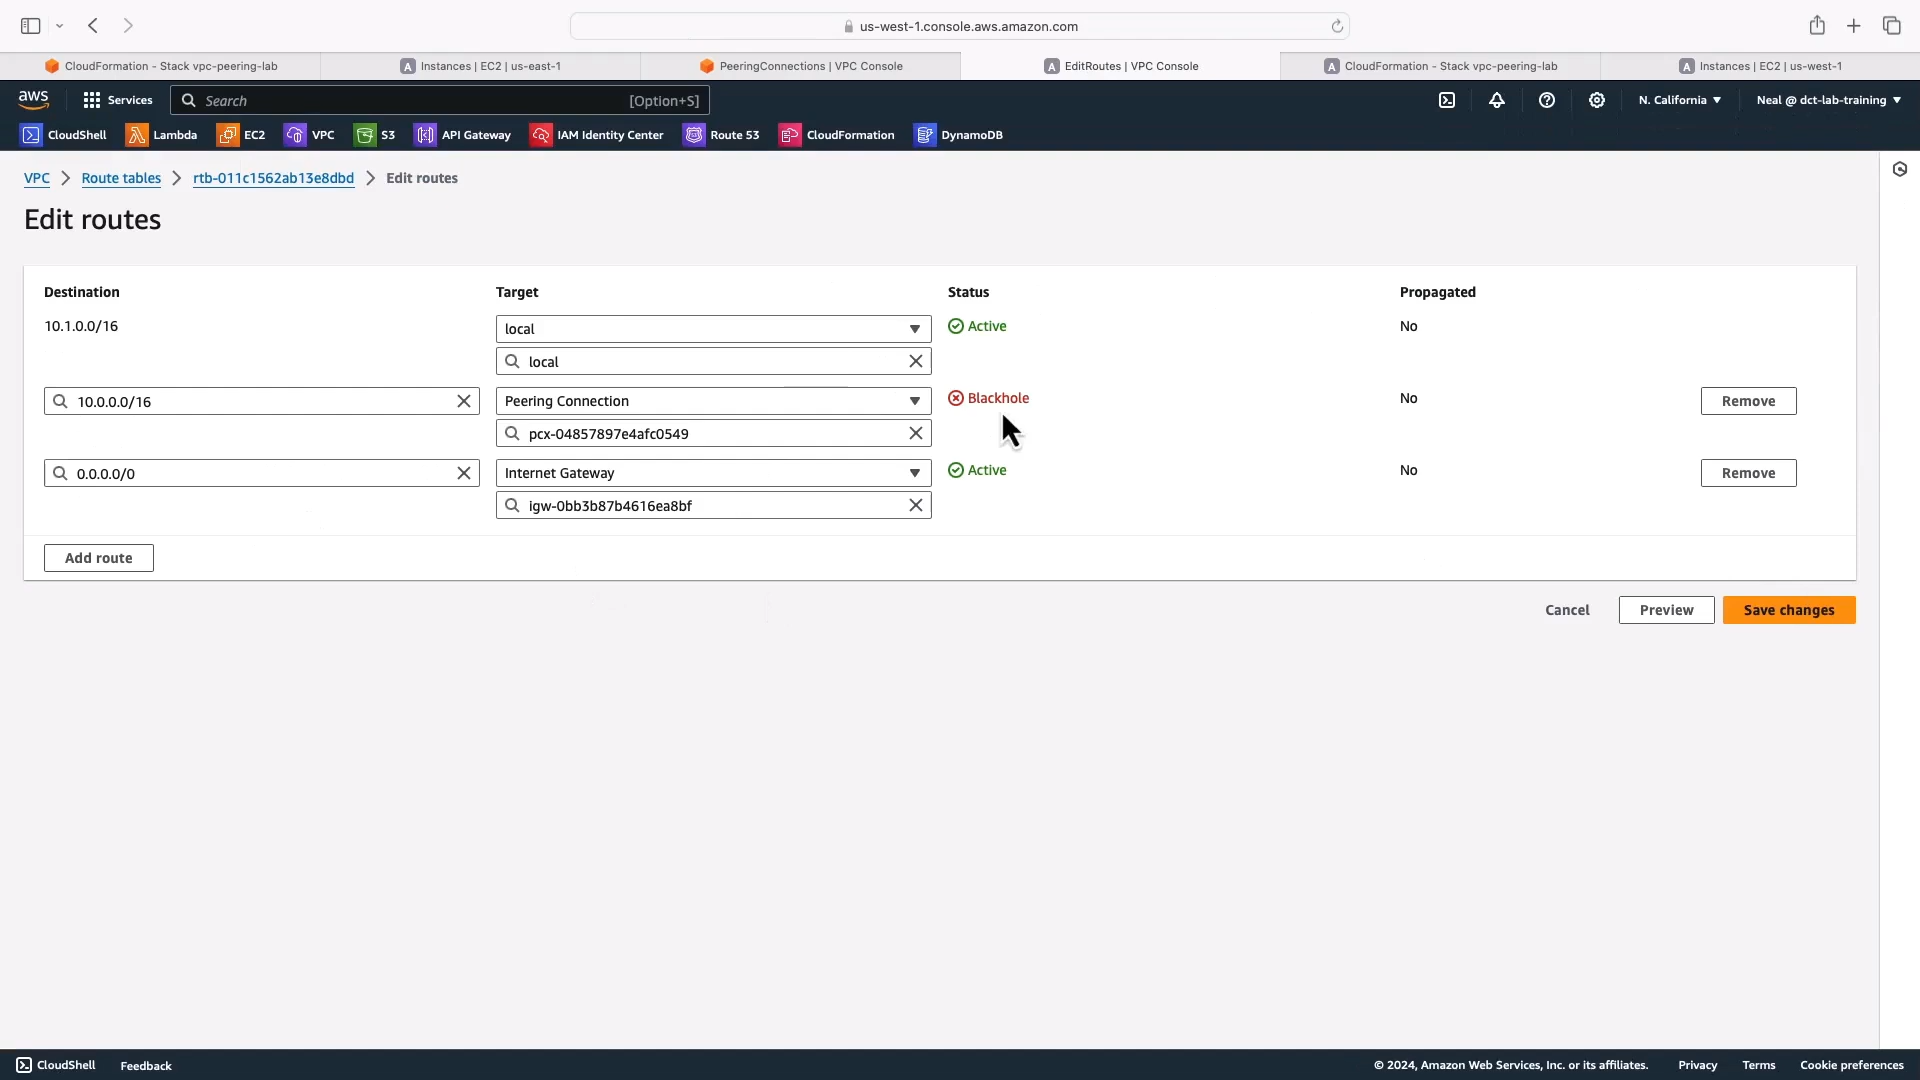 us-west-1.console.aws.amazon.com
CloudFormation - Stack vpc-peering-lab
Instances | EC2 | us-east-1
PeeringConnections | VPC Console
EditRoutes | VPC Console
CloudFormation - Stack vpc-peering-lab
Instances | EC2 | us-west-1
aws
Services
Search
[Option+S]
N. California
Neal @ dct-lab-training
CloudShell
Lambda
EC2
VPC
S3
API Gateway
IAM Identity Center
Route 53
CloudFormation
DynamoDB
VPC
Route tables
rtb-011c1562ab13e8dbd
Edit routes
Edit routes
Destination
Target
Status
Propagated
10.1.0.0/16
local
Active
No
local
10.0.0.0/16
Peering Connection
Blackhole
No
Remove
pcx-04857897e4afc0549
0.0.0.0/0
Internet Gateway
Active
No
Remove
igw-0bb3b87b4616ea8bf
Add route
Cancel
Preview
Save changes
CloudShell
Feedback
© 2024, Amazon Web Services, Inc. or its affiliates.
Privacy
Terms
Cookie preferences